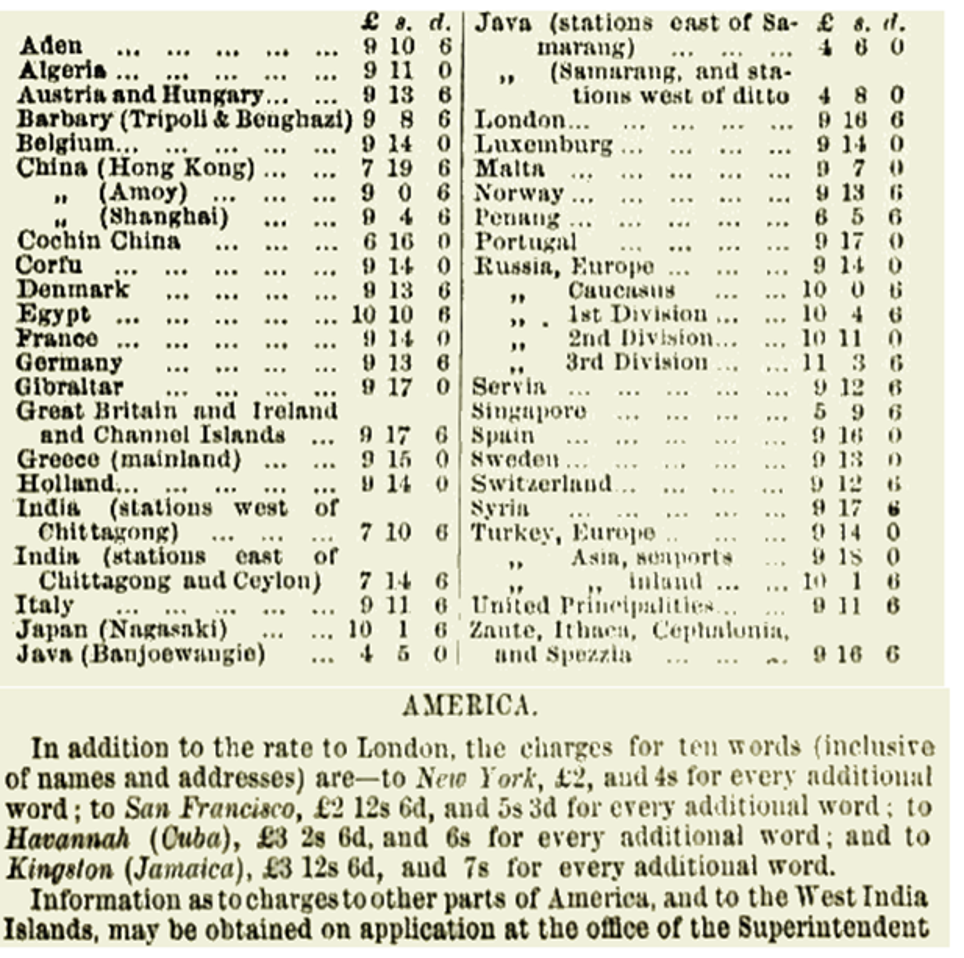 £ s. d.
Aden ... ... ... ... ... 9 10 6
Algeria ... ... ... ... ... 9 11 0
Austria and Hungary... ... 9 13 6
Barbary (Tripoli & Benghazi) 9 8 6
Belgium... ... ... ... ... 9 14 0
China (Hong Kong) ... ... 7 19 6
„ (Amoy) ... ... ... 9 0 6
„ (Shanghai) ... ... 9 4 6
Cochin China ... ... ... 6 16 0
Corfu ... ... ... ... ... 9 14 0
Denmark ... ... ... ... 9 13 6
Egypt ... ... ... ... ... 10 10 6
France ... ... ... ... ... 9 14 0
Germany ... ... ... ... 9 13 6
Gibraltar ... ... ... ... 9 17 0
Great Britain and Ireland
and Channel Islands ... 9 17 6
Greece (mainland) ... ... 9 15 0
Holland... ... ... ... ... 9 14 0
India (stations west of
Chittagong) ... ... ... 7 10 6
India (stations east of
Chittagong and Ceylon) 7 14 6
Italy ... ... ... ... ... 9 11 6
Japan (Nagasaki) ... ... 10 1 6
Java (Banjoewangie) ... 4 5 0
Java (stations east of Sa- £ s. d.
marang) ... ... ... 4 6 0
„ (Samarang, and sta-
tions west of ditto 4 8 0
London... ... ... ... ... 9 16 6
Luxemburg ... ... ... ... 9 14 0
Malta ... ... ... ... ... 9 7 0
Norway ... ... ... ... ... 9 13 6
Penang ... ... ... ... ... 6 5 6
Portugal ... ... ... ... 9 17 0
Russia, Europe ... ... ... 9 14 0
„ Caucasus ... ... 10 0 6
„ . 1st Division ... ... 10 4 6
„ 2nd Division... ... 10 11 0
„ 3rd Division ... ... 11 3 6
Servia ... ... ... ... ... 9 12 6
Singapore ... ... ... ... 5 9 6
Spain ... ... ... ... ... 9 16 0
Sweden ... ... ... ... ... 9 13 0
Switzerland... ... ... ... 9 12 6
Syria ... ... ... ... ... 9 17 6
Turkey, Europe .. ... ... 9 14 0
„ Asia, seaports ... 9 18 0
„ „ inland ... ... 10 1 6
United Principalities... ... 9 11 6
Zante, Ithaca, Cephalonia,
and Spezzia ... ... ... 9 16 6
AMERICA.
In addition to the rate to London, the charges for ten words (inclusive
of names and addresses) are—to New York, £2, and 4s for every additional
word; to San Francisco, £2 12s 6d, and 5s 3d for every additional word; to
Havannah (Cuba), £3 2s 6d, and 6s for every additional word; and to
Kingston (Jamaica), £3 12s 6d, and 7s for every additional word.
Information as to charges to other parts of America, and to the West India
Islands, may be obtained on application at the office of the Superintendent